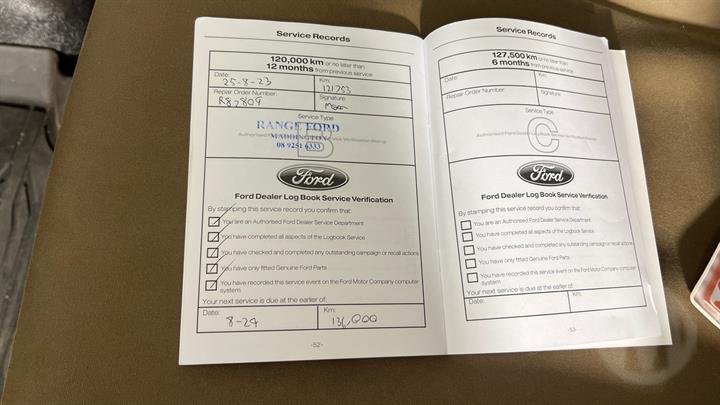 Service Records
120,000 km or no later than
12 months from previous service
Date: Km:
25-8-23 121753
Repair Order Number: Signature:
R87809
Service Type
RANGE FORD
MADDINGTON
08 9251 6333
B
Ford
Ford Dealer Log Book Service Verification
By stamping this service record you confirm that:
You are an Authorised Ford Dealer Service Department
You have completed all aspects of the Logbook Service
You have checked and completed any outstanding campaign or recall actions
You have only fitted Genuine Ford Parts
You have recorded this service event on the Ford Motor Company computer
system
Your next service is due at the earlier of:
Date: Km:
8-24 136,000
-52-
Service Records
127,500 km or no later than
6 months from previous service
Date: Km:
Repair Order Number: Signature:
Service Type
C
Authorised Ford Dealer Log Book Service Verification Stamp
Ford
Ford Dealer Log Book Service Verification
By stamping this service record you confirm that:
You are an Authorised Ford Dealer Service Department
You have completed all aspects of the Logbook Service
You have checked and completed any outstanding campaign or recall actions
You have only fitted Genuine Ford Parts
You have recorded this service event on the Ford Motor Company computer
system
Your next service is due at the earlier of:
Date: Km:
-53-